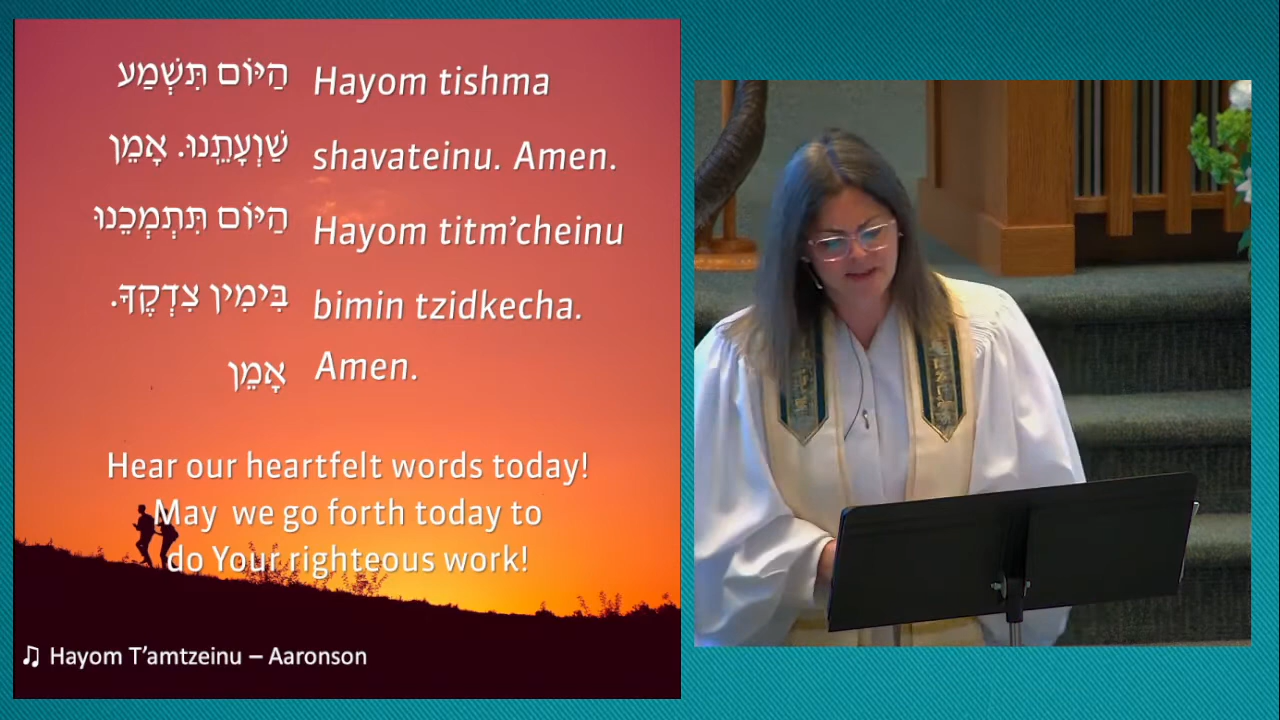 הַיּוֹם תִּשְׁמַע
Hayom tishma
שַׁוְעָתֵנוּ. אָמֵן
shavateinu. Amen.
הַיּוֹם תִּתְמְכֵנוּ
Hayom titm’cheinu
בִּימִין צִדְקֶךָ.
bimin tzidkecha.
אָמֵן
Amen.
Hear our heartfelt words today!
May we go forth today to
do Your righteous work!
♫ Hayom T’amtzeinu – Aaronson